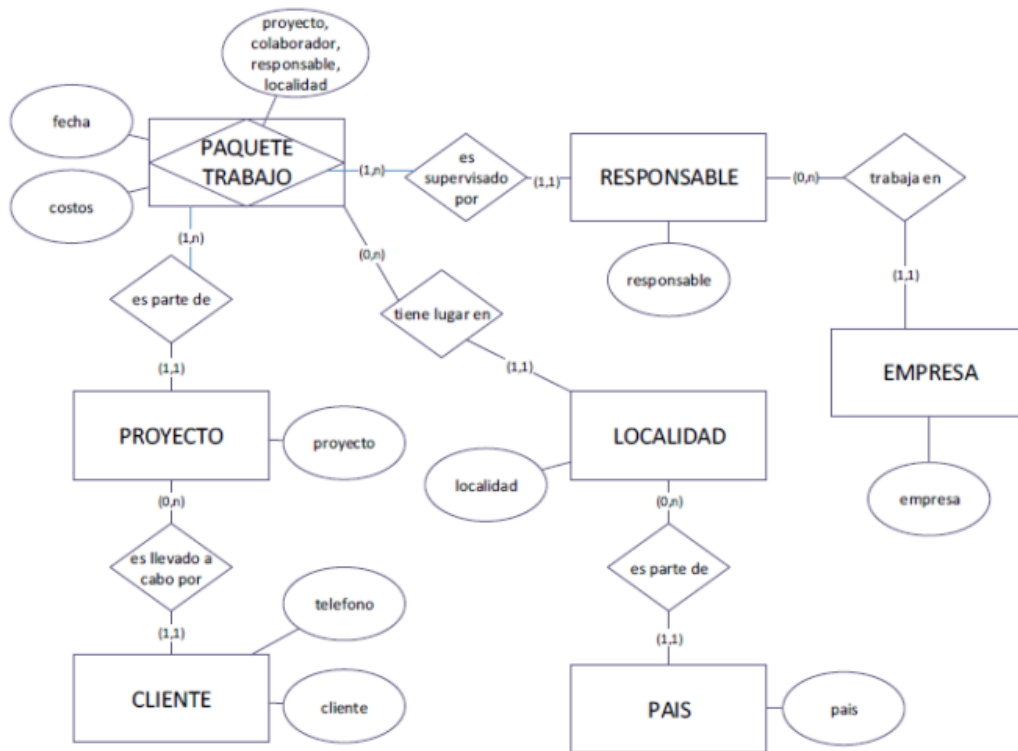 proyecto,
colaborador,
responsable,
localidad
fecha
costos
PAQUETE
TRABAJO
(1,n)
es
supervisado
por
(1,1)
RESPONSABLE
(0,n)
trabaja en
responsable
(1,1)
EMPRESA
empresa
(1,n)
es parte de
(1,1)
PROYECTO
proyecto
(0,n)
tiene lugar en
(1,1)
LOCALIDAD
localidad
(0,n)
es llevado a
cabo por
(1,1)
CLIENTE
telefono
cliente
(0,n)
es parte de
(1,1)
PAIS
pais